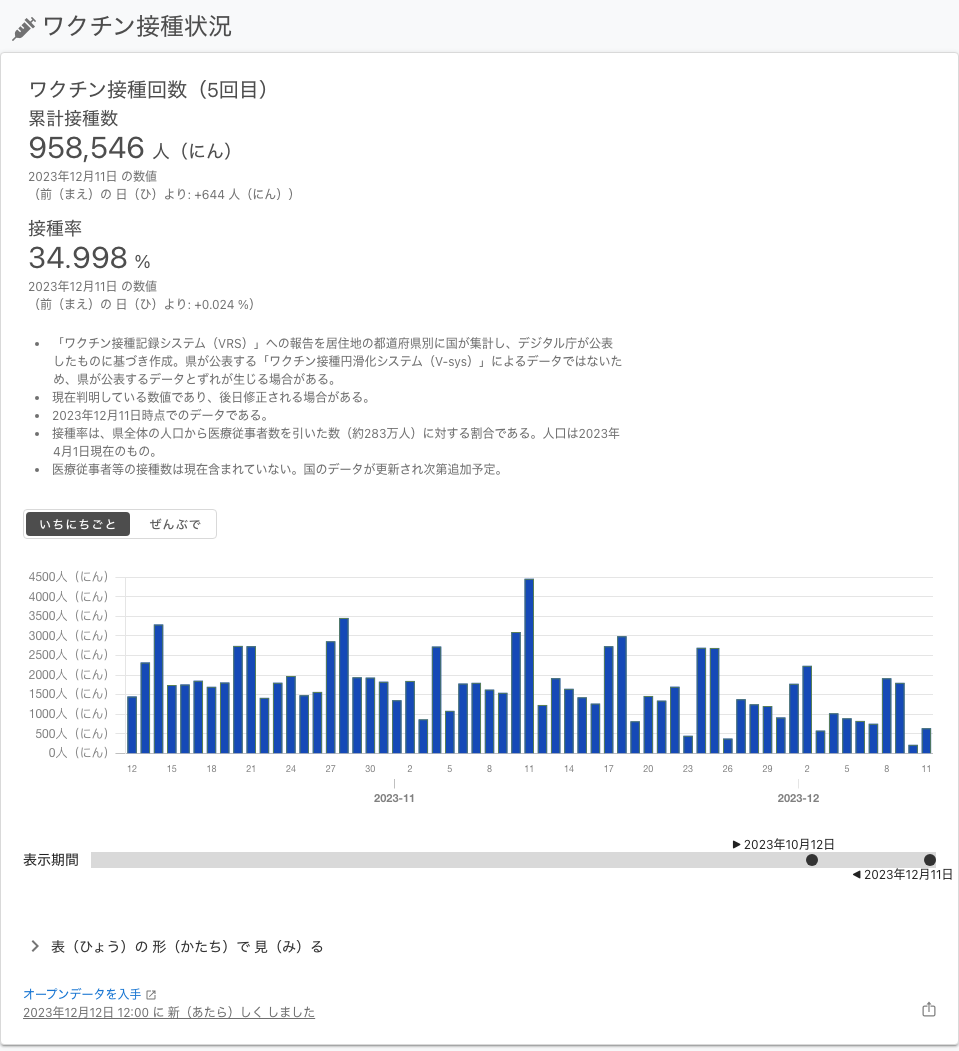 ワクチン接種状況
ワクチン接種回数（5回目）
累計接種数
958,546 人（にん）
2023年12月11日 の数値
（前（まえ）の 日（ひ）より: +644 人（にん））
接種率
34.998 %
2023年12月11日 の数値
（前（まえ）の 日（ひ）より: +0.024 %）
• 「ワクチン接種記録システム（VRS）」への報告を居住地の都道府県別に国が集計し、デジタル庁が公表
したものに基づき作成。県が公表する「ワクチン接種円滑化システム（V-sys）」によるデータではないた
め、県が公表するデータとずれが生じる場合がある。
• 現在判明している数値であり、後日修正される場合がある。
• 2023年12月11日時点でのデータである。
• 接種率は、県全体の人口から医療従事者数を引いた数（約283万人）に対する割合である。人口は2023年
4月1日現在のもの。
• 医療従事者等の接種数は現在含まれていない。国のデータが更新され次第追加予定。
いちにちごと ぜんぶで
4500人（にん）
4000人（にん）
3500人（にん）
3000人（にん）
2500人（にん）
2000人（にん）
1500人（にん）
1000人（にん）
500人（にん）
0人（にん）
12 15 18 21 24 27 30 2 5 8 11 14 17 20 23 26 29 2 5 8 11
2023-11 2023-12
▶ 2023年10月12日
表示期間
◀ 2023年12月11日
表（ひょう）の 形（かたち）で 見（み）る
オープンデータを入手
2023年12月12日 12:00 に 新（あたら）しく しました